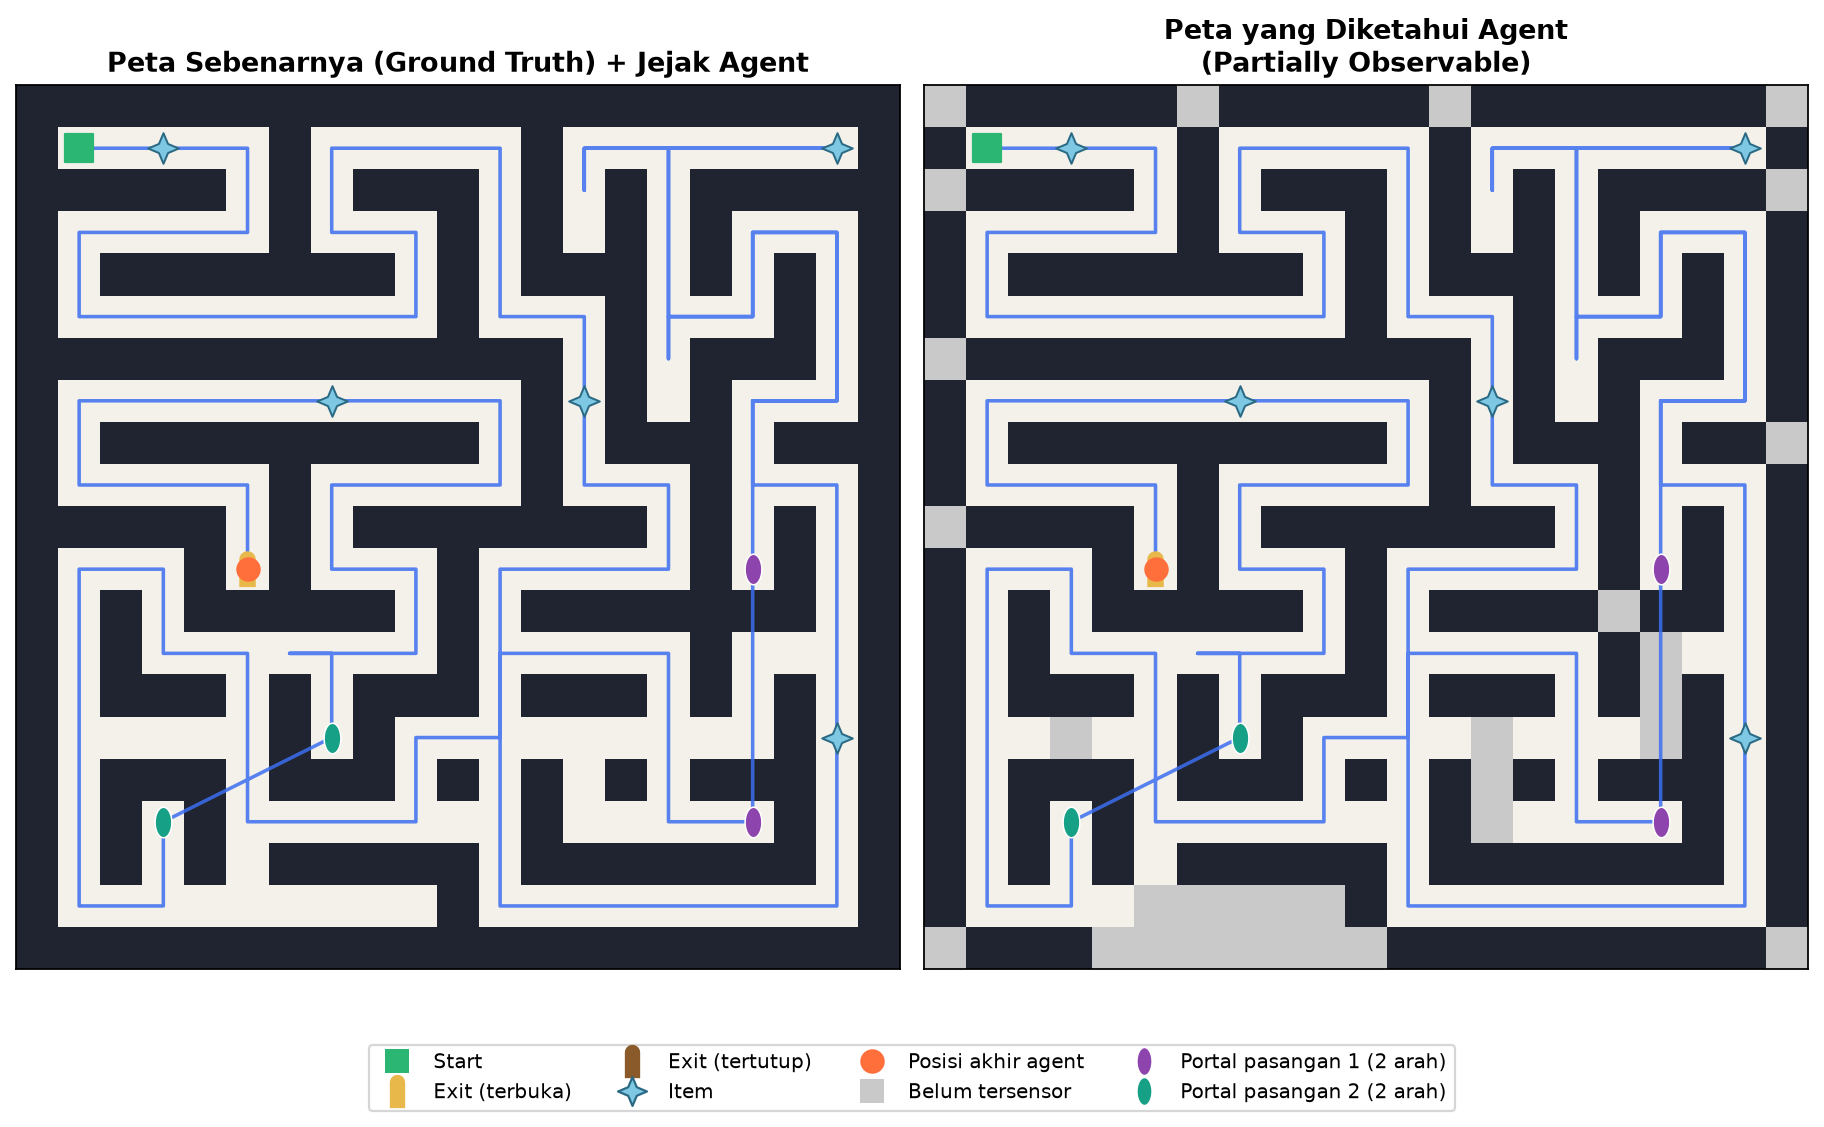 Peta Sebenarnya (Ground Truth) + Jejak Agent
Peta yang Diketahui Agent
(Partially Observable)
Start
Exit (terbuka)
Exit (tertutup)
Item
Posisi akhir agent
Belum tersensor
Portal pasangan 1 (2 arah)
Portal pasangan 2 (2 arah)